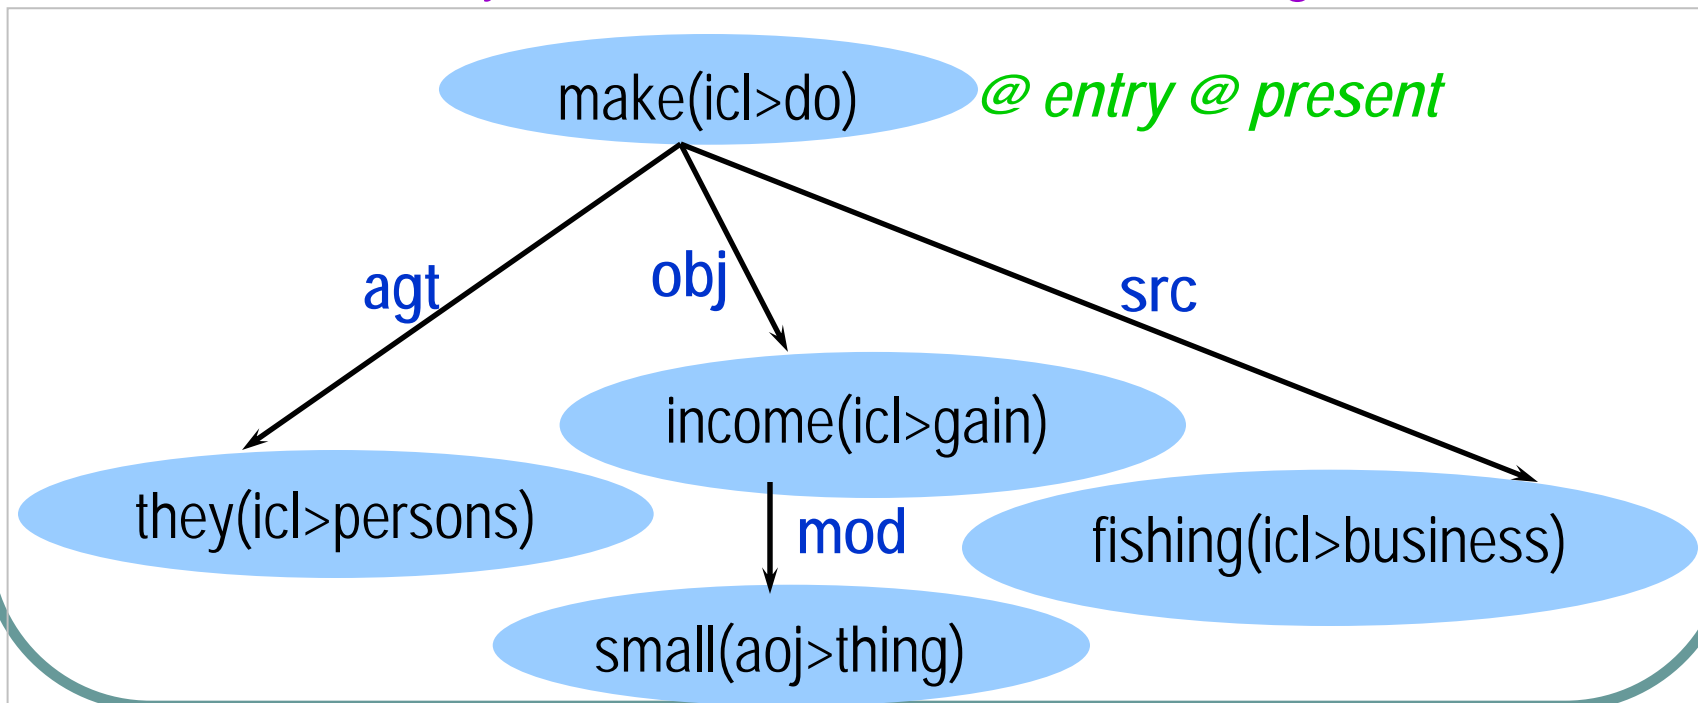 make(icl>do) @ entry @ present
agt
obj
src
income(icl>gain)
they(icl>persons)
mod
fishing(icl>business)
small(aoj>thing)